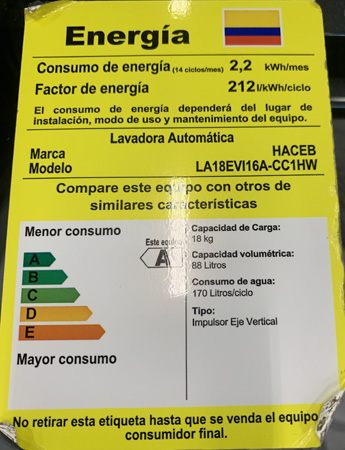 Energía
Consumo de energía (14 ciclos/mes) 2,2 kWh/mes
Factor de energía 212 l/kWh/ciclo
El consumo de energía dependerá del lugar de
instalación, modo de uso y mantenimiento del equipo.
Lavadora Automática
Marca HACEB
Modelo LA18EVI16A-CC1HW
Compare este equipo con otros de
similares características
Menor consumo
Este equipo
A
A
B
C
D
E
Mayor consumo
Capacidad de Carga:
18 kg
Capacidad volumétrica:
88 Litros
Consumo de agua:
170 Litros/ciclo
Tipo:
Impulsor Eje Vertical
No retirar esta etiqueta hasta que se venda el equipo
consumidor final.